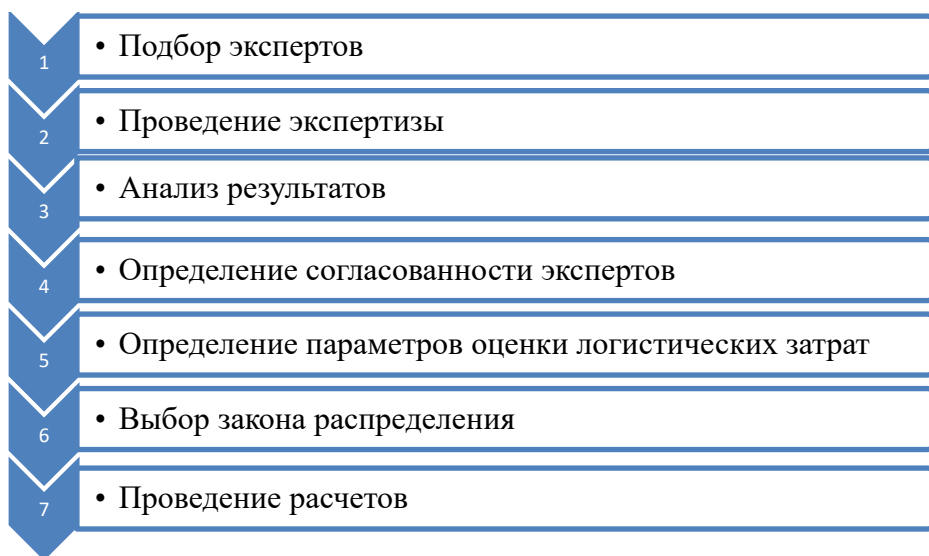 1 • Подбор экспертов
2 • Проведение экспертизы
3 • Анализ результатов
4 • Определение согласованности экспертов
5 • Определение параметров оценки логистических затрат
6 • Выбор закона распределения
7 • Проведение расчетов